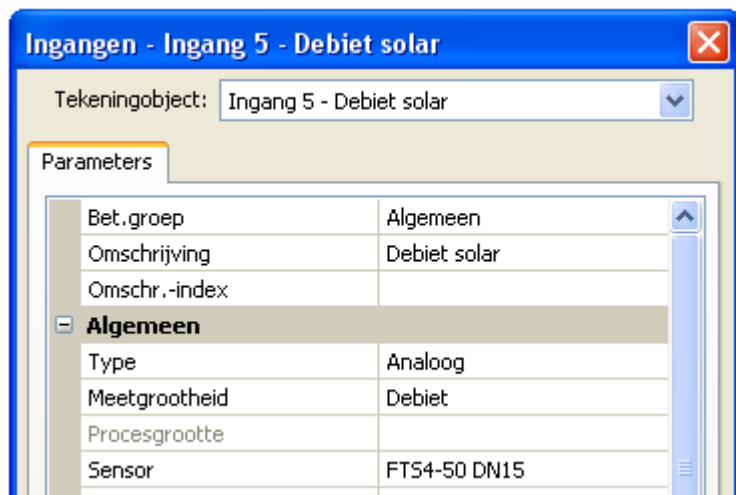 Ingangen - Ingang 5 - Debiet solar
Tekeningobject: Ingang 5 - Debiet solar
Parameters
Bet.groep Algemeen
Omschrijving Debiet solar
Omschr.-index
Algemeen
Type Analoog
Meetgrootheid Debiet
Procesgrootte
Sensor FTS4-50 DN15